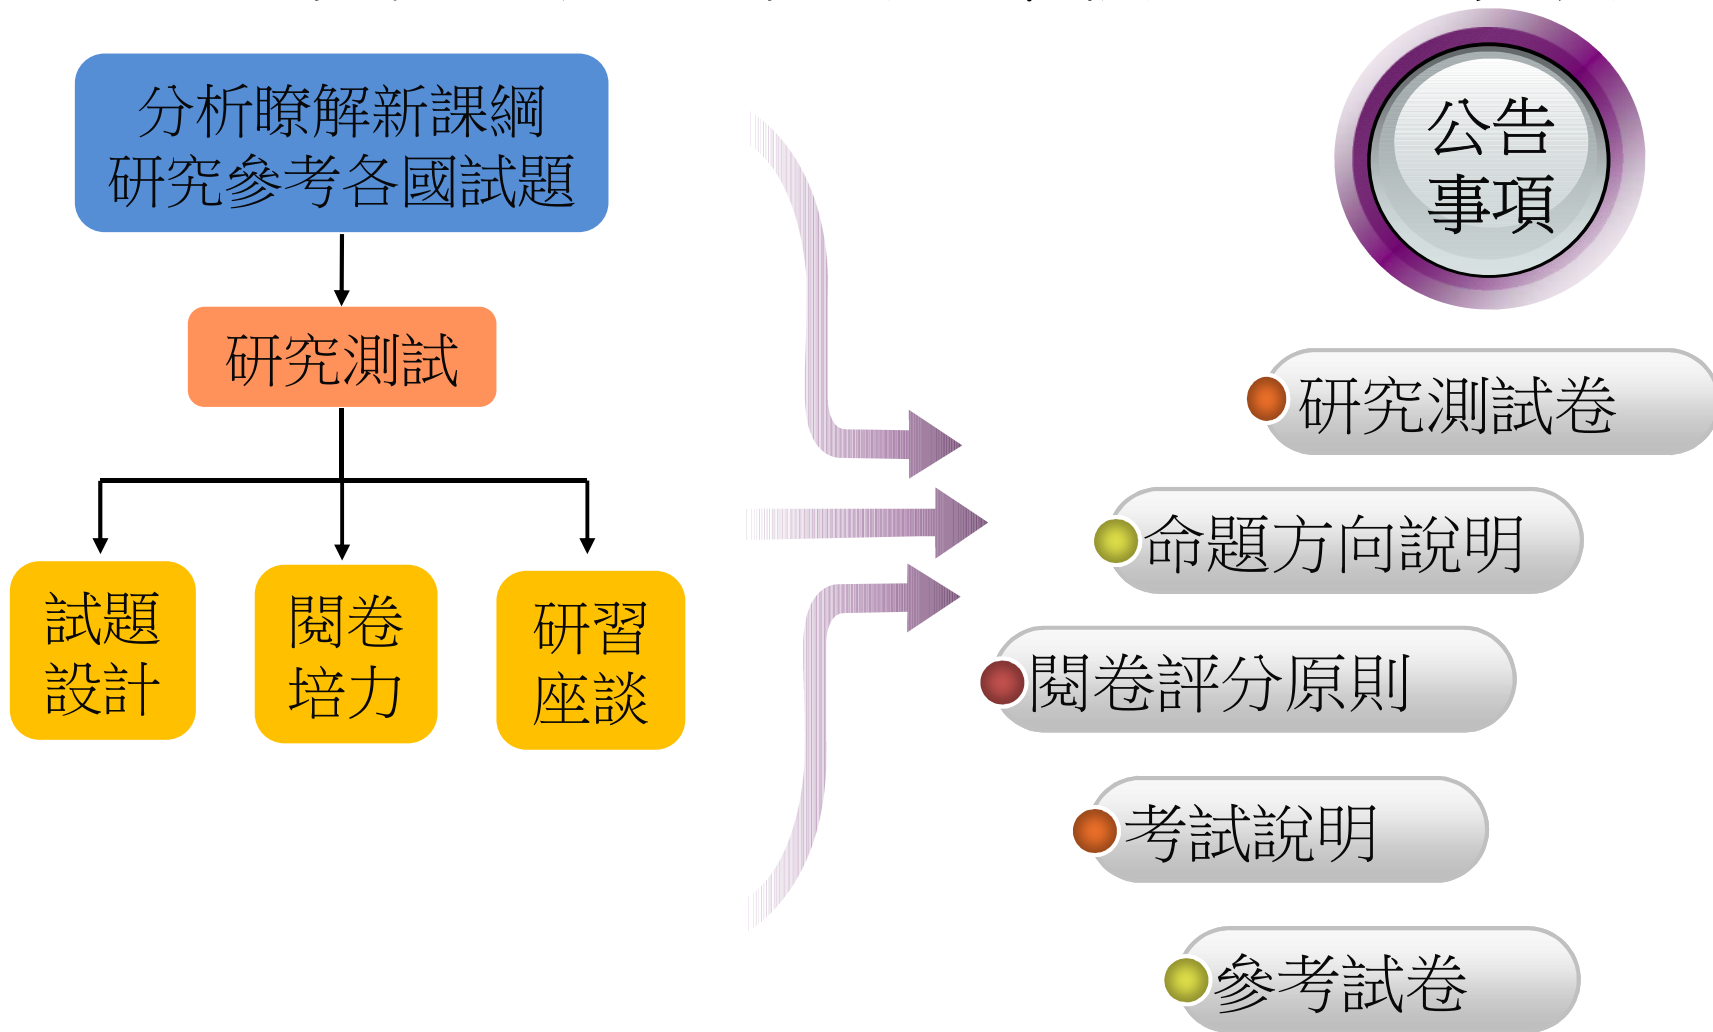 分析瞭解新課綱
研究參考各國試題
研究測試
試題
設計
閱卷
培力
研習
座談
公告
事項
研究測試卷
命題方向說明
閱卷評分原則
考試說明
參考試卷